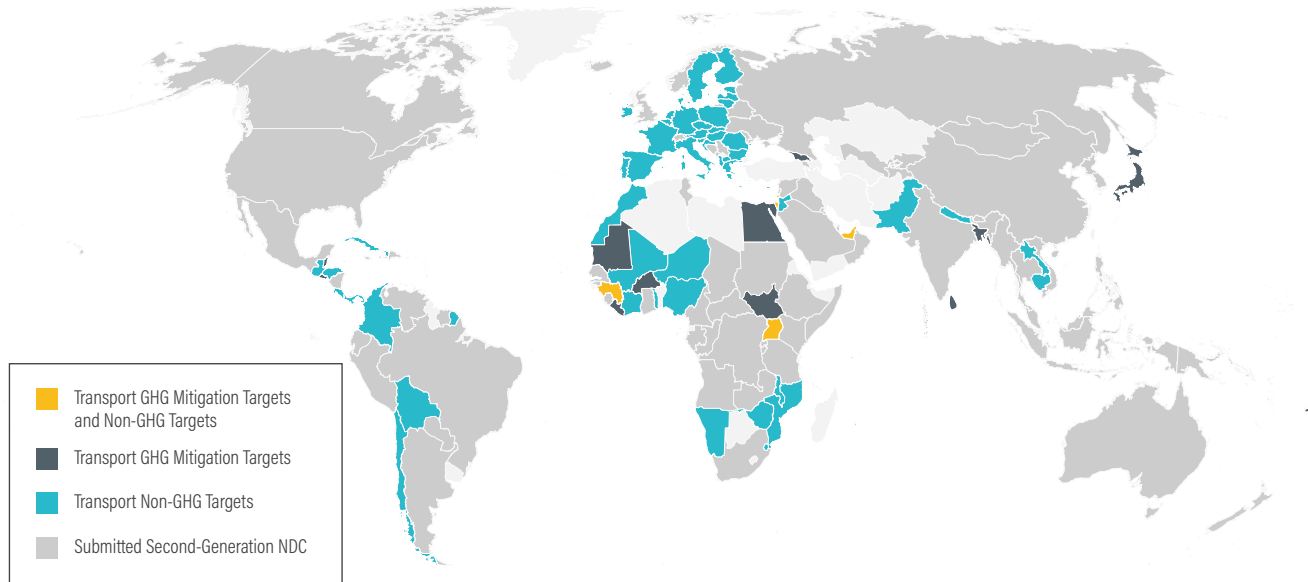 Transport GHG Mitigation Targets
and Non-GHG Targets
Transport GHG Mitigation Targets
Transport Non-GHG Targets
Submitted Second-Generation NDC